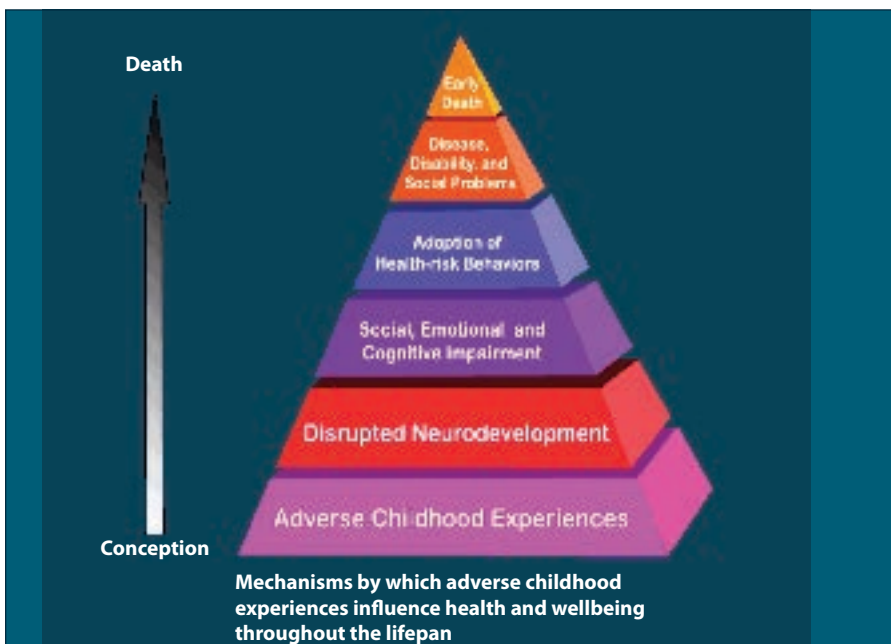 Death
Early
Death
Disease,
Disability, and
Social Problems
Adoption of
Health-risk Behaviors
Social, Emotional and
Cognitive Impairment
Disrupted Neurodevelopment
Adverse Childhood Experiences
Conception
Mechanisms by which adverse childhood
experiences influence health and wellbeing
throughout the lifepan